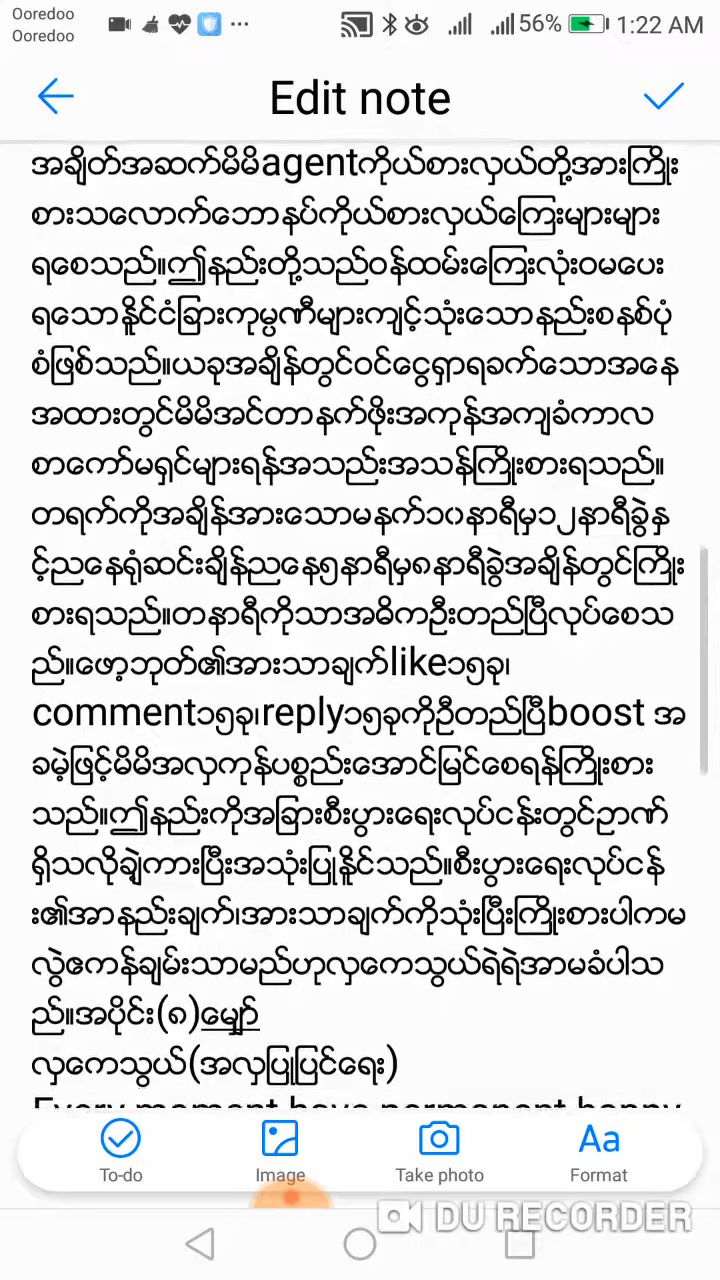 Ooredoo
Ooredoo
56% 1:22 AM
Edit note
အချိတ်အဆက်မိမိagentကိုယ်စားလှယ်တို့အားကြိုး
စားသလောက်ဘောနပ်ကိုယ်စားလှယ်ကြေးများများ
ရစေသည်။ဤနည်းတို့သည်ဝန်ထမ်းကြေးလုံးဝမပေး
ရသောနိူင်ငံခြားကုမ္ပဏီများကျင့်သုံးသောနည်းစနစ်ပုံ
စံဖြစ်သည်။ယခုအချိန်တွင်ဝင်ငွေရှာရခက်သောအနေ
အထားတွင်မိမိအင်တာနက်ဖိုးအကုန်အကျခံကာလ
စာကော်မရှင်များရန်အသည်းအသန်ကြိုးစားရသည်။
တရက်ကိုအချိန်အားသောမနက်၁၀နာရီမှ၁၂နာရီခွဲနှ
င့်ညနေရုံဆင်းချိန်ညနေ၅နာရီမှ၈နာရီခွဲအချိန်တွင်ကြိုး
စားရသည်။တနာရီကိုသာအဓိကဦးတည်ပြီလုပ်စေသ
ည်။ဖော့ဘုတ်၏အားသာချက်like၁၅ခု၊
comment၁၅ခု၊reply၁၅ခုကိုဦတည်ပြီboost အ
ခမဲ့ဖြင့်မိမိအလှကုန်ပစ္စည်းအောင်မြင်စေရန်ကြိုးစား
သည်။ဤနည်းကိုအခြားစီးပွားရေးလုပ်ငန်းတွင်ဉာဏ်
ရှိသလိုချဲ့ကားပြီးအသုံးပြုနိူင်သည်။စီးပွားရေးလုပ်ငန်
း၏အာနည်းချက်၊အားသာချက်ကိုသုံးပြီးကြိုးစားပါကမ
လွဲဧကန်ချမ်းသာမည်ဟုလှကေသွယ်ရဲရဲအာမခံပါသ
ည်။အပိုင်း(၈)မျှော်
လှကေသွယ်(အလှပြုပြင်ရေး)
Every moment have permanent happy
To-do Image Take photo Format
DU RECORDER